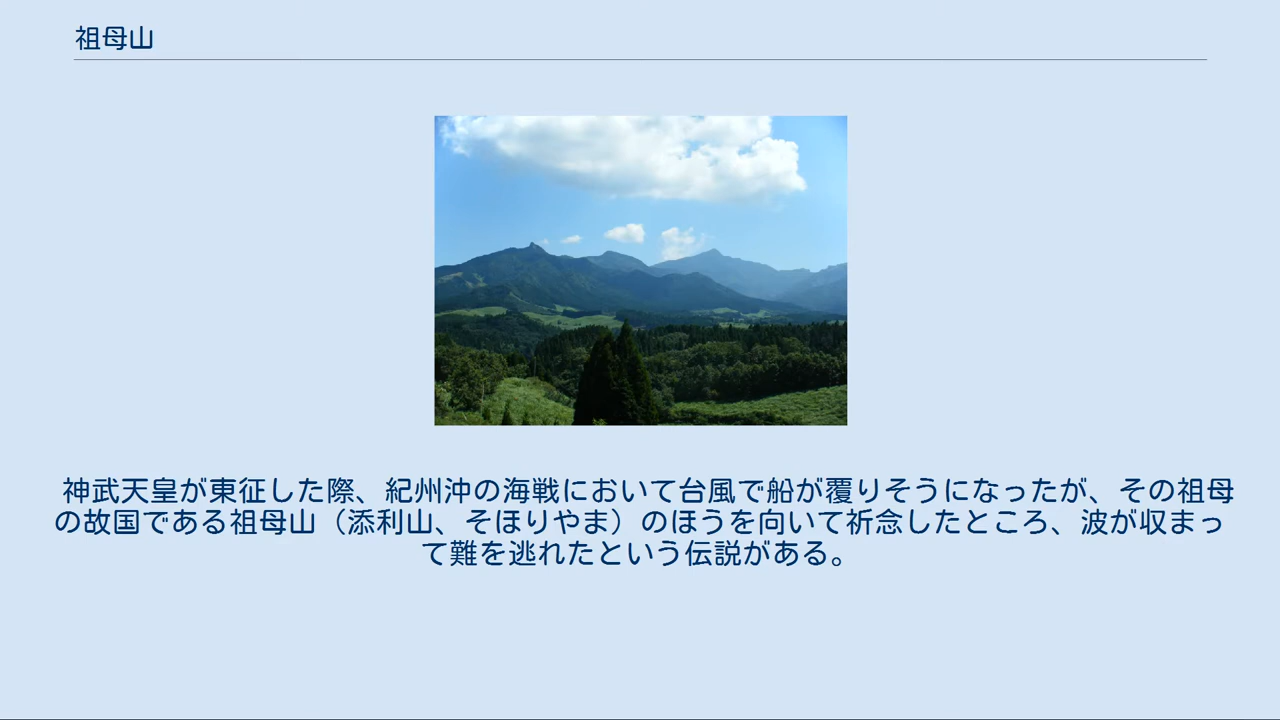 祖母山
神武天皇が東征した際、紀州沖の海戦において台風で船が覆りそうになったが、その祖母
の故国である祖母山（添利山、そほりやま）のほうを向いて祈念したところ、波が収まっ
て難を逃れたという伝説がある。